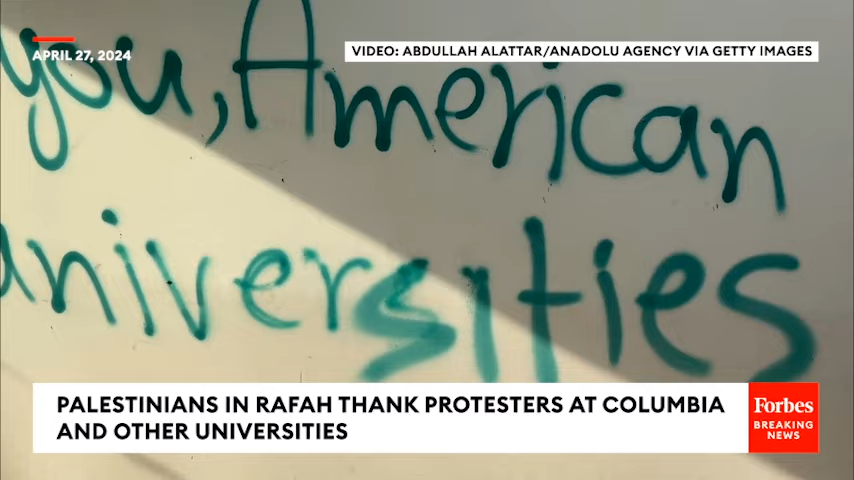 APRIL 27, 2024
VIDEO: ABDULLAH ALATTAR/ANADOLU AGENCY VIA GETTY IMAGES
you, American
universities
PALESTINIANS IN RAFAH THANK PROTESTERS AT COLUMBIA
AND OTHER UNIVERSITIES
Forbes
BREAKING
NEWS